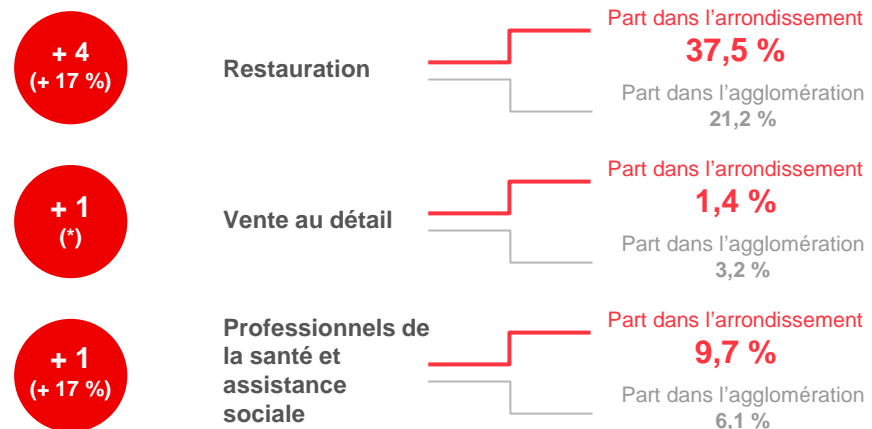 + 4
(+ 17 %)
Restauration
Part dans l'arrondissement
37,5 %
Part dans l'agglomération
21,2 %
+ 1
(*)
Vente au détail
Part dans l'arrondissement
1,4 %
Part dans l'agglomération
3,2 %
+ 1
(+ 17 %)
Professionnels de
la santé et
assistance
sociale
Part dans l'arrondissement
9,7 %
Part dans l'agglomération
6,1 %